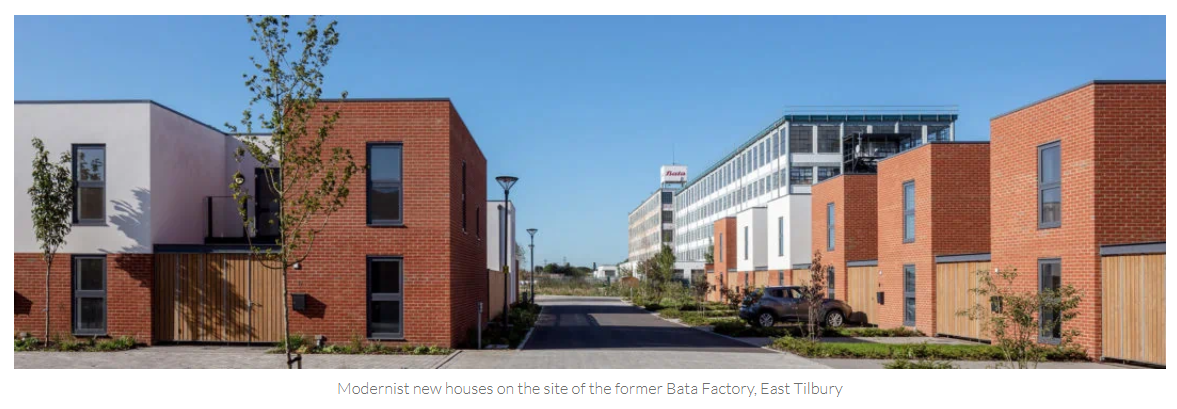 Bata
Modernist new houses on the site of the former Bata Factory, East Tilbury